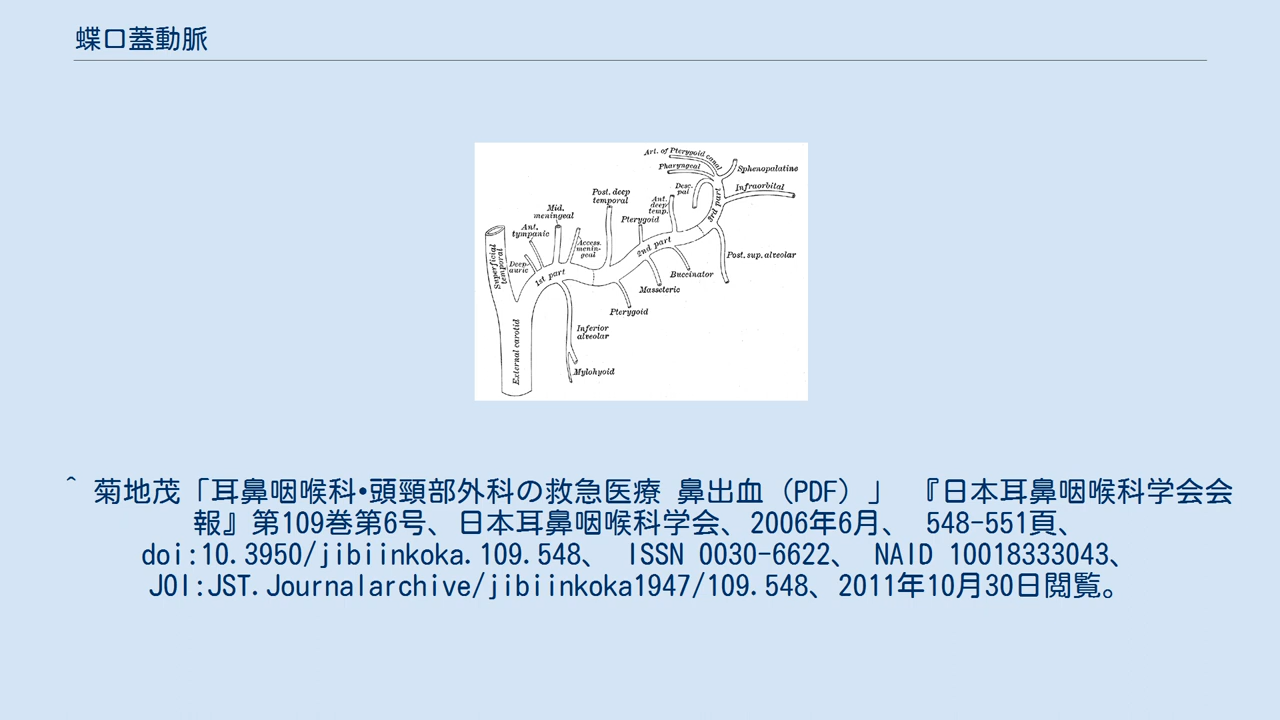 蝶口蓋動脈
Art. of Pterygoid canal
Pharyngeal
Sphenopalatine
Desc.
pal
Infraorbital
Post. deep
temporal
Ant.
deep
temp.
3rd part
Mid.
meningeal
Pterygoid
Ant.
tympanic
Access.
menin-
geal
2nd part
Superficial
temporal
Deep
auric.
1st part
Post. sup. alveolar
Buccinator
Masseteric
Pterygoid
External carotid
Inferior
alveolar
Mylohyoid
^ 菊地茂「耳鼻咽喉科•頭頸部外科の救急医療 鼻出血（PDF）」 『日本耳鼻咽喉科学会会
報』第109巻第6号、日本耳鼻咽喉科学会、2006年6月、 548-551頁、
doi:10.3950/jibiinkoka.109.548、 ISSN 0030-6622、 NAID 10018333043、
JOI:JST.Journalarchive/jibiinkoka1947/109.548、2011年10月30日閲覧。